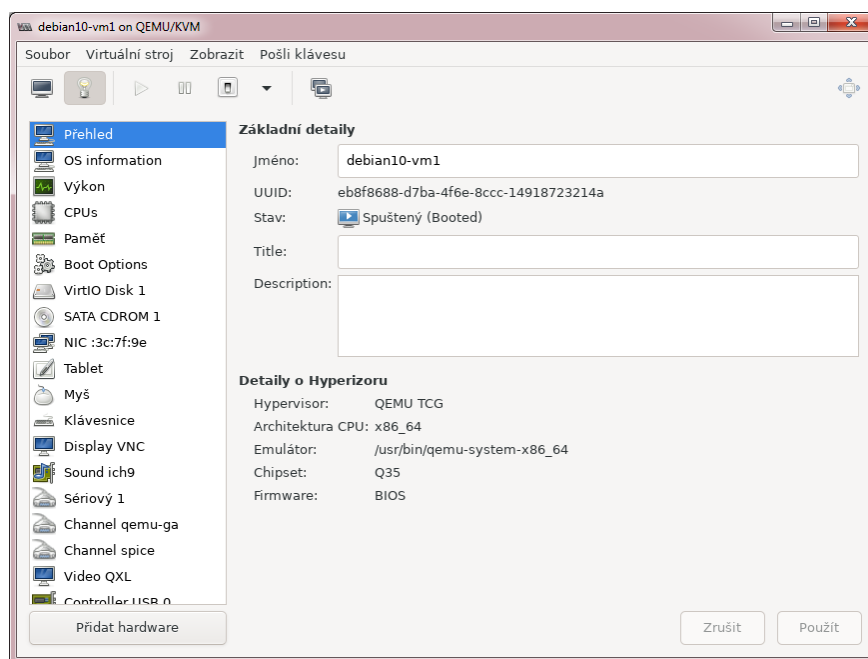 debian10-vm1 on QEMU/KVM
Soubor Virtuální stroj Zobrazit Pošli klávesu
Přehled
OS information
Výkon
CPUs
Paměť
Boot Options
VirtIO Disk 1
SATA CDROM 1
NIC :3c:7f:9e
Tablet
Myš
Klávesnice
Display VNC
Sound ich9
Sériový 1
Channel qemu-ga
Channel spice
Video QXL
Controller USB 0
Přidat hardware
Základní detaily
Jméno: debian10-vm1
UUID: eb8f8688-d7ba-4f6e-8ccc-14918723214a
Stav: Spuštený (Booted)
Title:
Description:
Detaily o Hyperizoru
Hypervisor: QEMU TCG
Architektura CPU: x86_64
Emulátor: /usr/bin/qemu-system-x86_64
Chipset: Q35
Firmware: BIOS
Zrušit Použít